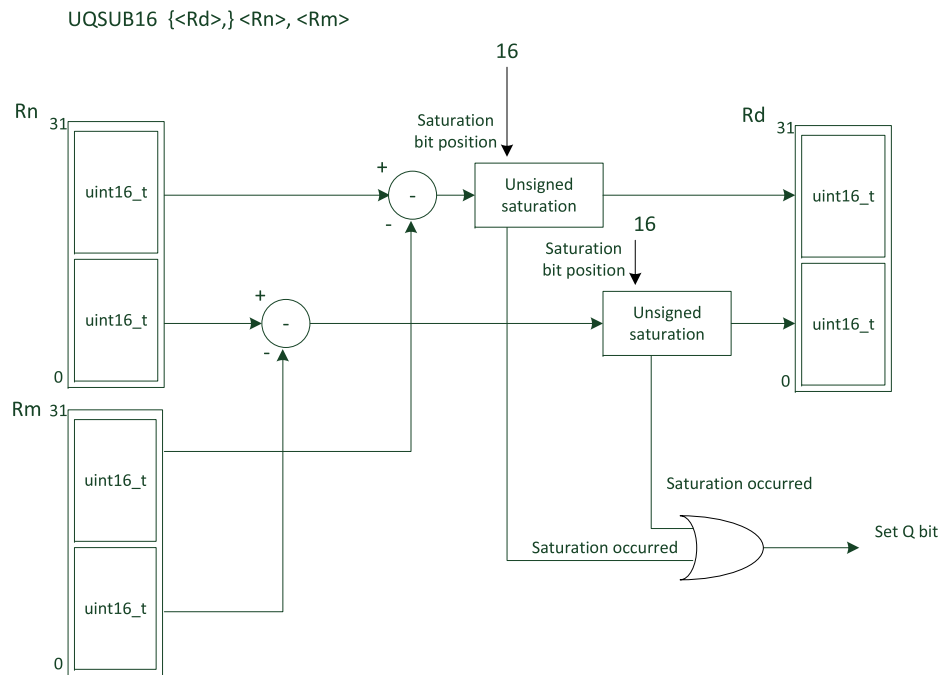 UQSUB16 {<Rd>,} <Rn>, <Rm>
16
Rn
31
Saturation
bit position
Rd
31
uint16_t
+
-
-
Unsigned
saturation
uint16_t
16
Saturation
bit position
uint16_t
+
-
-
Unsigned
saturation
uint16_t
0
0
Rm
31
uint16_t
Saturation occurred
Set Q bit
Saturation occurred
uint16_t
0